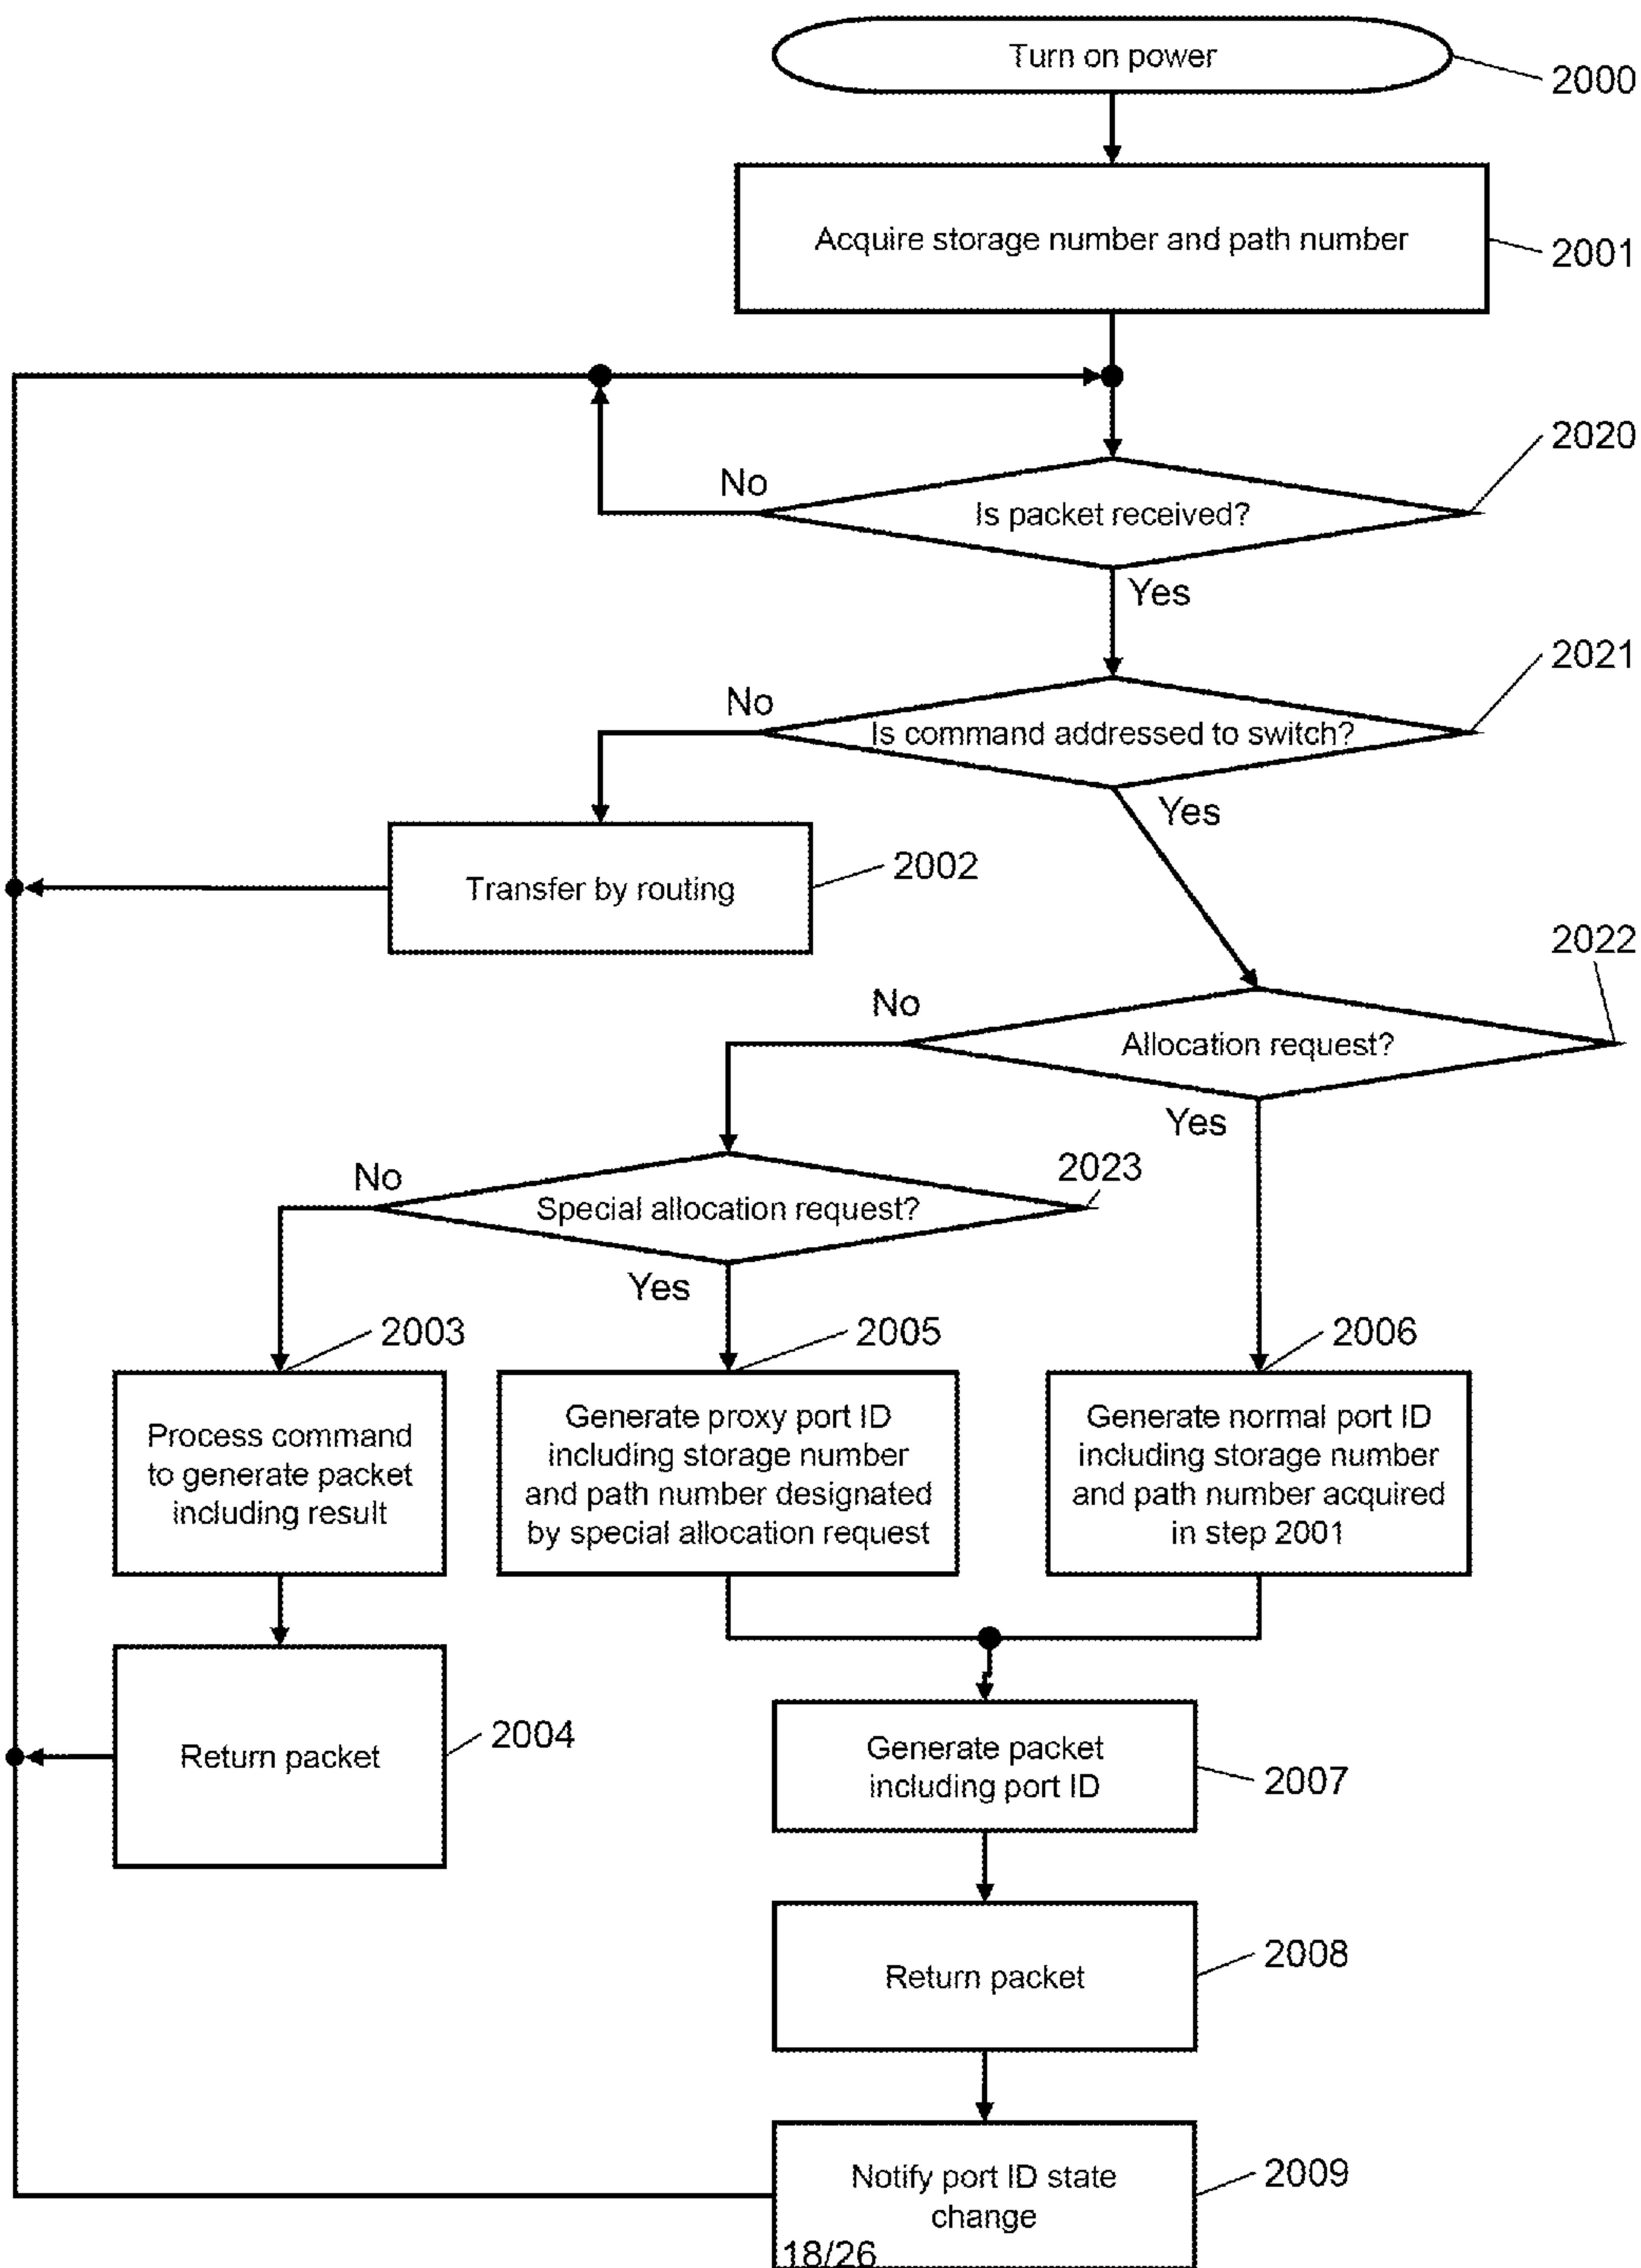 Turn on power
2000
Acquire storage number and path number
2001
2020
No
Is packet received?
Yes
2021
No
Is command addressed to switch?
Yes
2002
Transfer by routing
2022
No
Allocation request?
Yes
2023
No
Special allocation request?
Yes
2003
2005
2006
Process command
to generate packet
including result
Generate proxy port ID
including storage number
and path number designated
by special allocation request
Generate normal port ID
including storage number
and path number acquired
in step 2001
2004
Return packet
Generate packet
including port ID
2007
Return packet
2008
Notify port ID state
change
2009
18/26